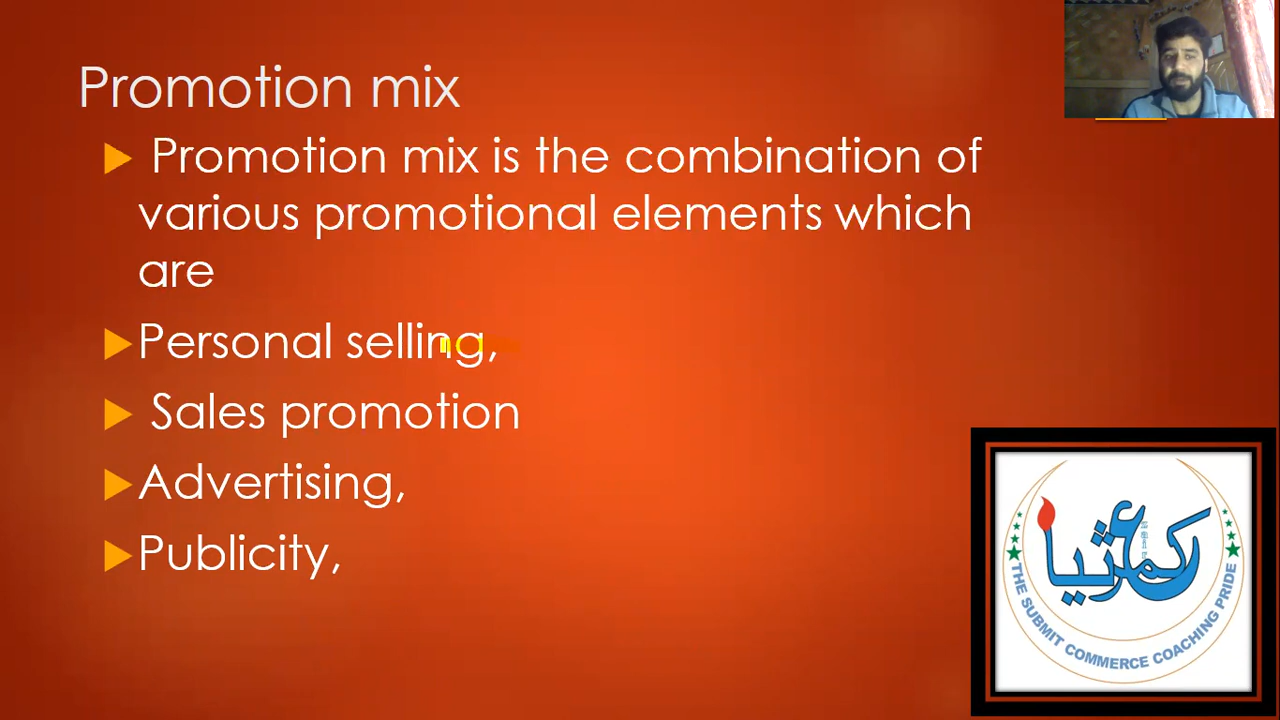 Promotion mix
Promotion mix is the combination of
various promotional elements which
are
Personal selling,
Sales promotion
Advertising,
Publicity,
THE SUBMIT COMMERCE COACHING PRIDE